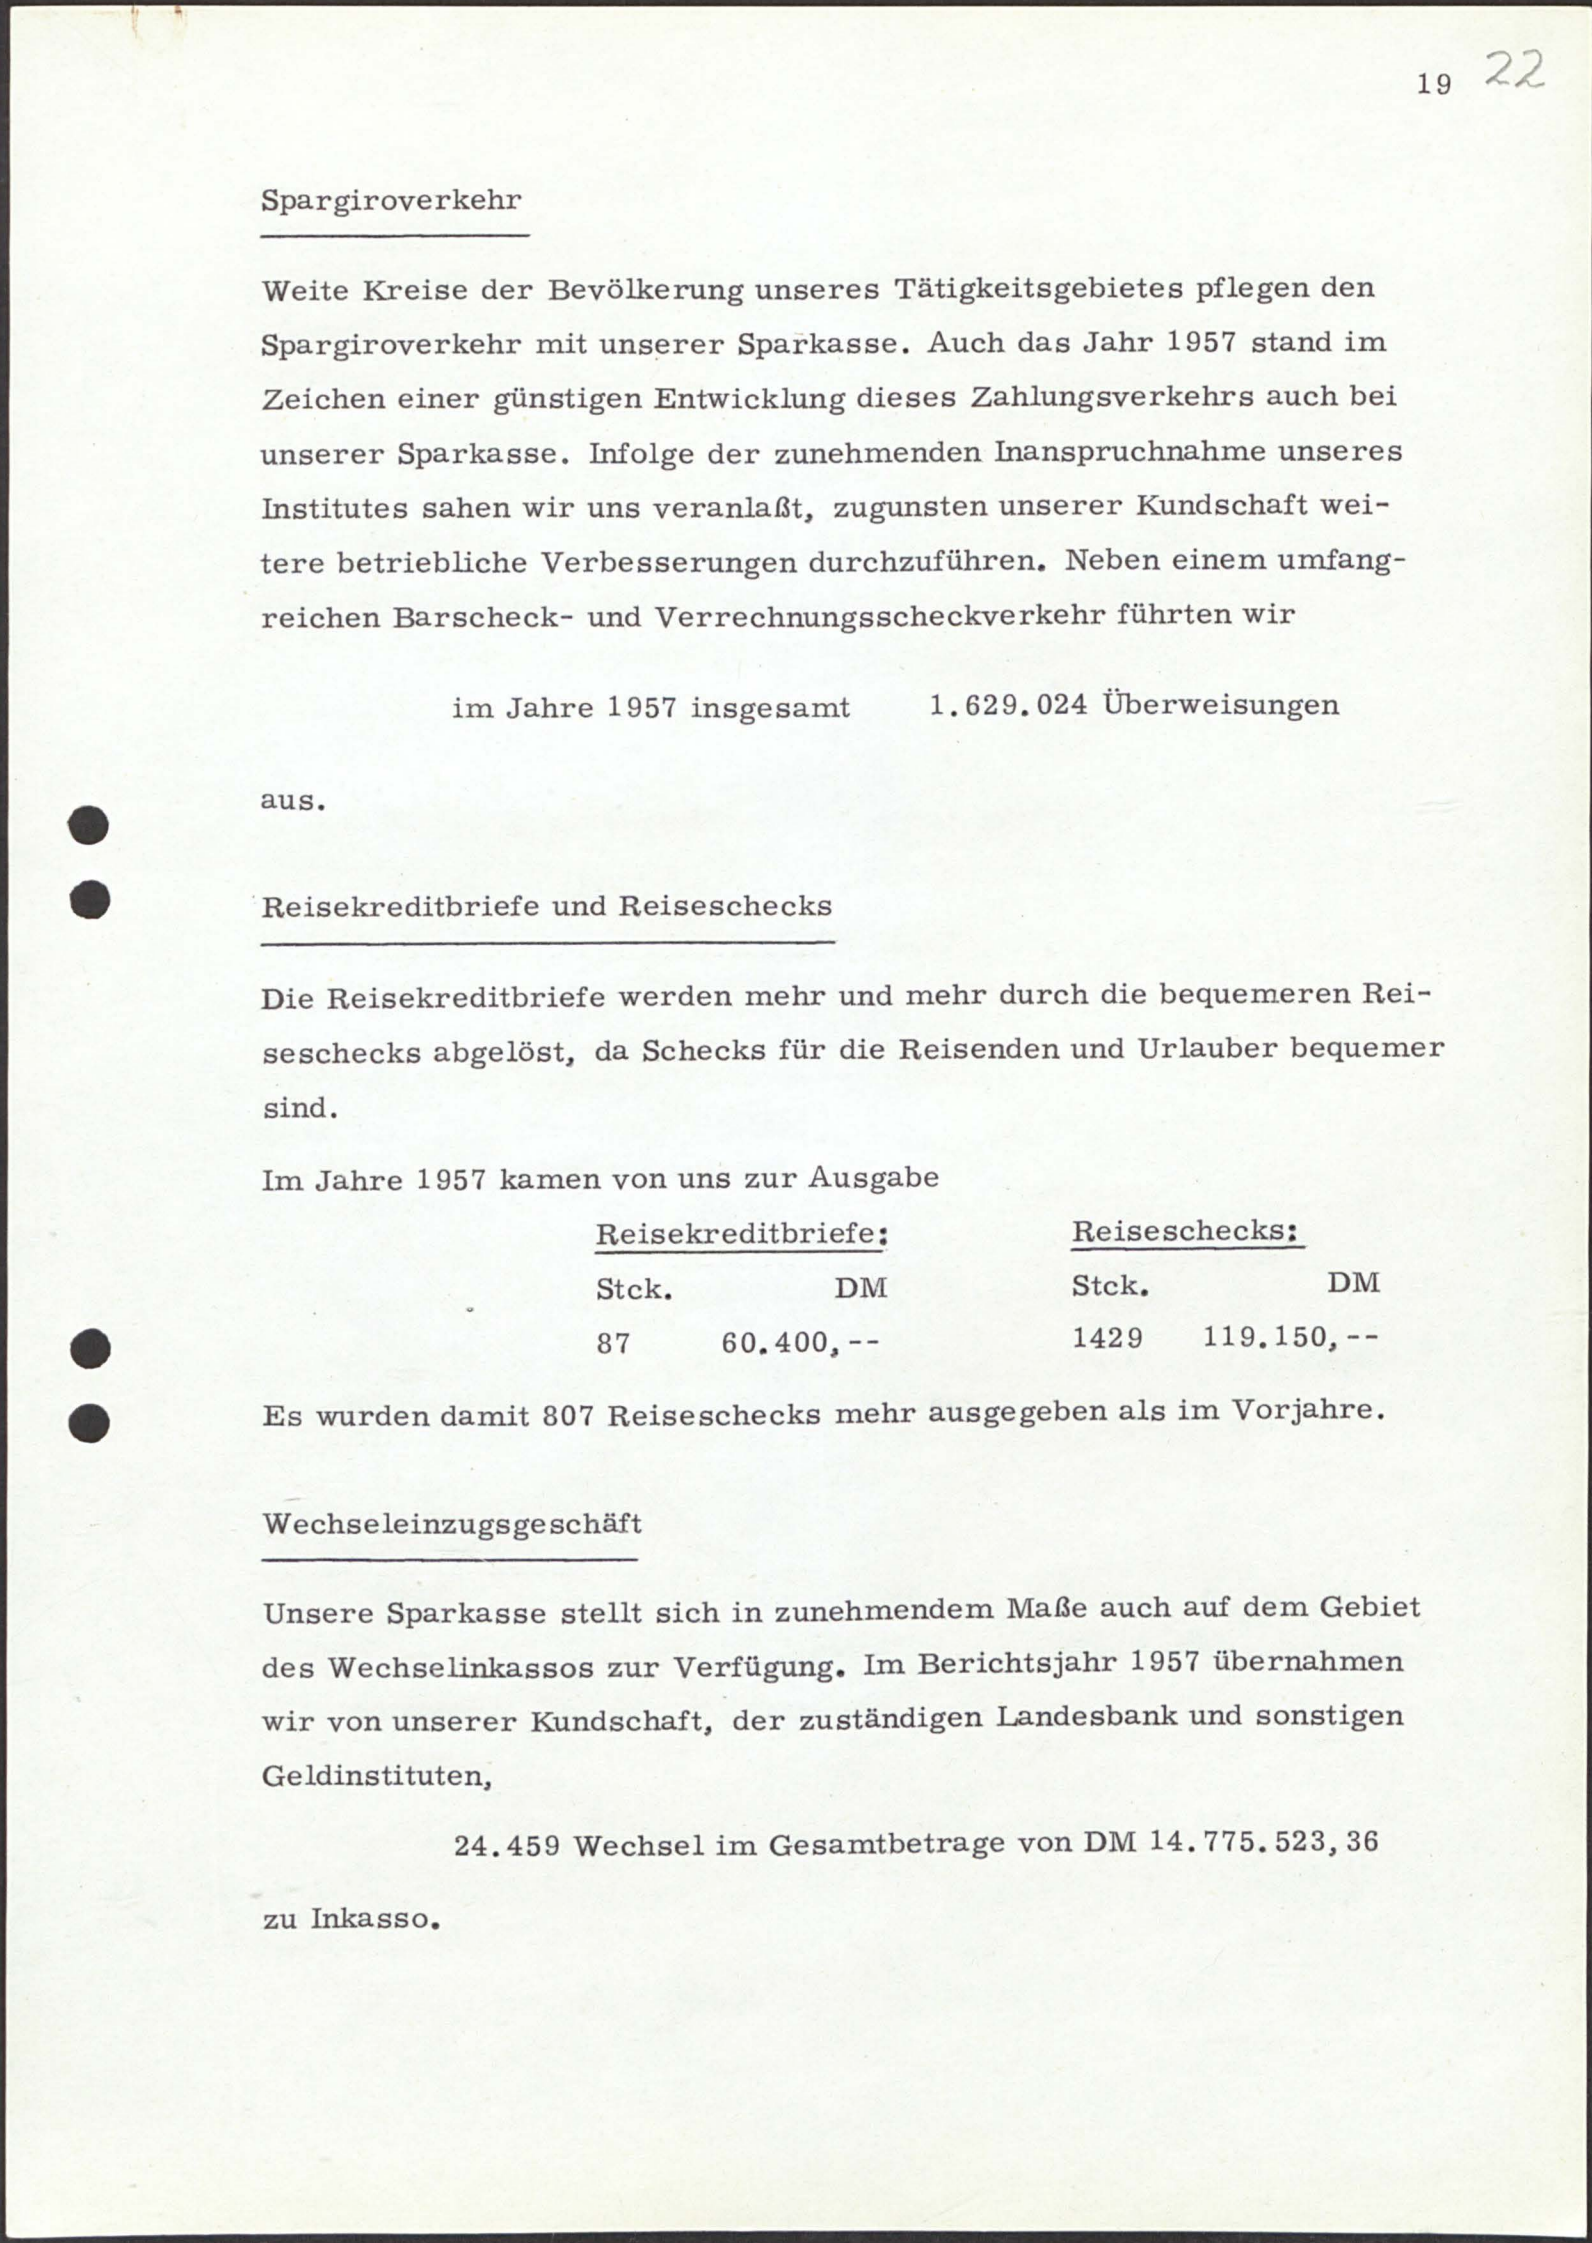 19 22
Spargiroverkehr
Weite Kreise der Bevölkerung unseres Tätigkeitsgebietes pflegen den
Spargiroverkehr mit unserer Sparkasse. Auch das Jahr 1957 stand im
Zeichen einer günstigen Entwicklung dieses Zahlungsverkehrs auch bei
unserer Sparkasse. Infolge der zunehmenden Inanspruchnahme unseres
Institutes sahen wir uns veranlaßt, zugunsten unserer Kundschaft wei-
tere betriebliche Verbesserungen durchzuführen. Neben einem umfang-
reichen Barscheck- und Verrechnungsscheckverkehr führten wir
im Jahre 1957 insgesamt 1.629.024 Überweisungen
aus.
Reisekreditbriefe und Reiseschecks
Die Reisekreditbriefe werden mehr und mehr durch die bequemeren Rei-
seschecks abgelöst, da Schecks für die Reisenden und Urlauber bequemer
sind.
Im Jahre 1957 kamen von uns zur Ausgabe
Reisekreditbriefe: Reiseschecks:
Stck. DM Stck. DM
87 60.400,-- 1429 119.150,--
Es wurden damit 807 Reiseschecks mehr ausgegeben als im Vorjahre.
Wechseleinzugsgeschäft
Unsere Sparkasse stellt sich in zunehmendem Maße auch auf dem Gebiet
des Wechselinkassos zur Verfügung. Im Berichtsjahr 1957 übernahmen
wir von unserer Kundschaft, der zuständigen Landesbank und sonstigen
Geldinstituten,
24.459 Wechsel im Gesamtbetrage von DM 14.775.523,36
zu Inkasso.